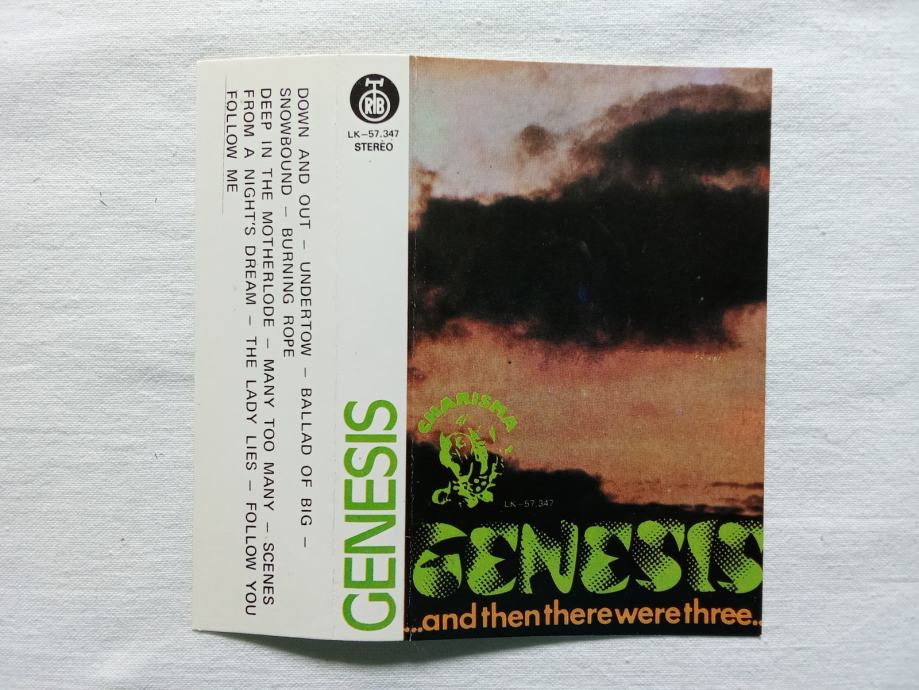 DOWN AND OUT — UNDERTOW — BALLAD OF BIG —
SNOWBOUND — BURNING ROPE
DEEP IN THE MOTHERLODE — MANY TOO MANY — SCENES
FROM A NIGHT'S DREAM — THE LADY LIES — FOLLOW YOU
FOLLOW ME
RTB
LK—57.347
STEREO
GENESIS
CHARISMA
LK—57.347
GENESIS
...and then there were three..